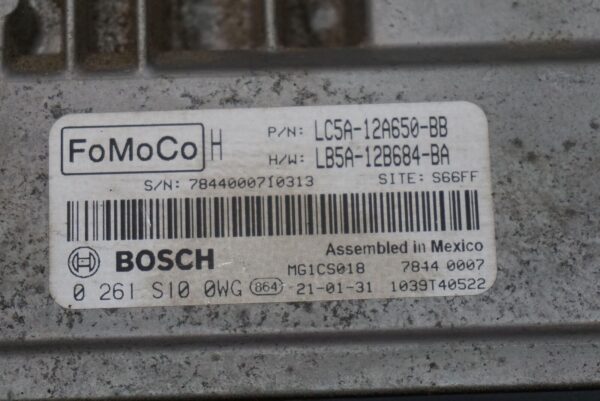 FoMoCo H P/N: LC5A-12A650-BB
H/W: LB5A-12B684-BA
S/N: 7844000710313 SITE: S66FF
BOSCH Assembled in Mexico
MG1CS018 7844 0007
0 261 S10 0WG 864 21-01-31 1039T40522